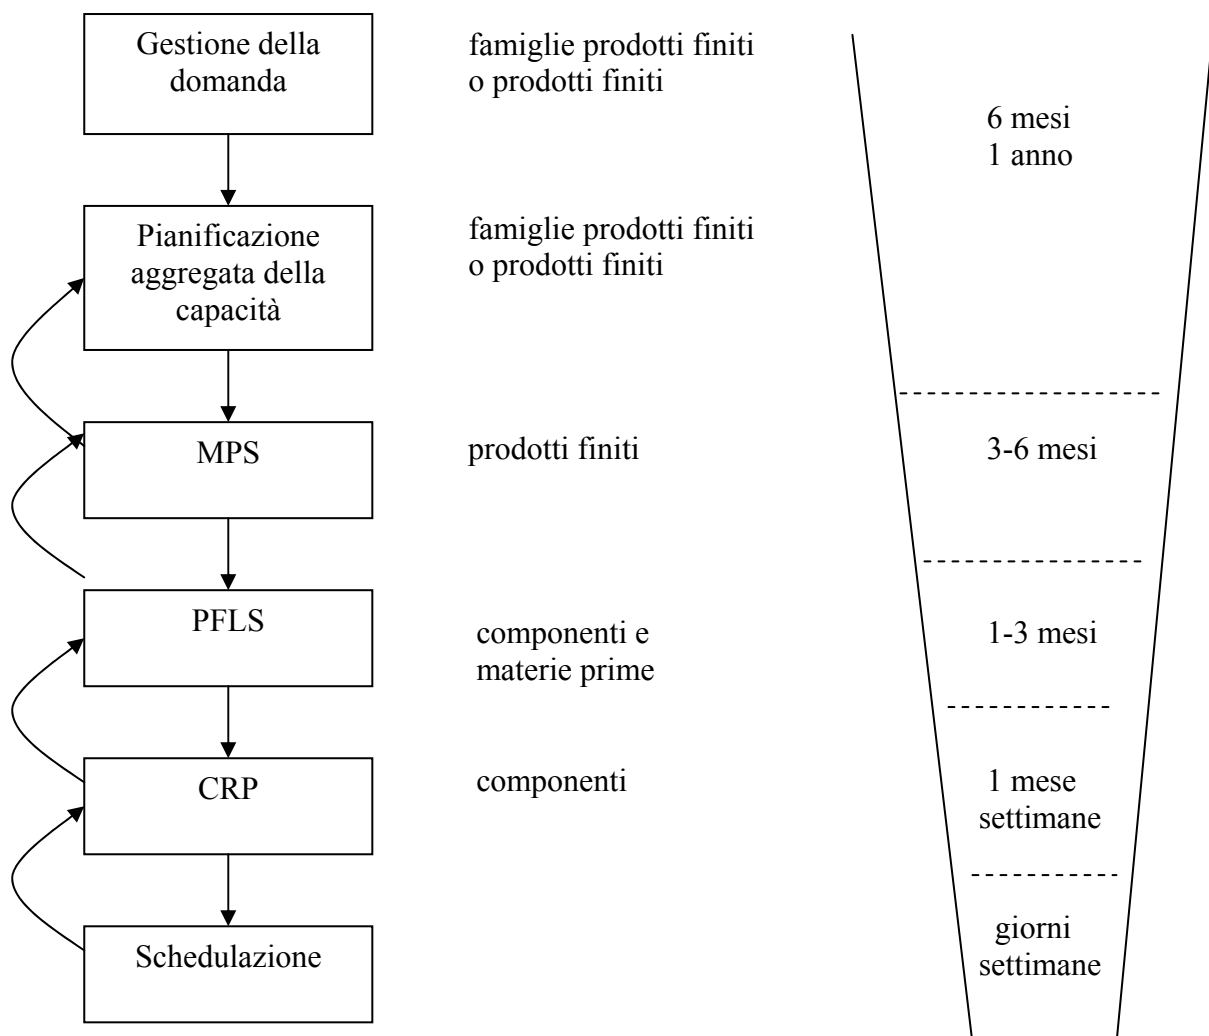 Gestione della
domanda
famiglie prodotti finiti
o prodotti finiti
6 mesi
1 anno
Pianificazione
aggregata della
capacità
famiglie prodotti finiti
o prodotti finiti
MPS
prodotti finiti
3-6 mesi
PFLS
componenti e
materie prime
1-3 mesi
CRP
componenti
1 mese
settimane
Schedulazione
giorni
settimane